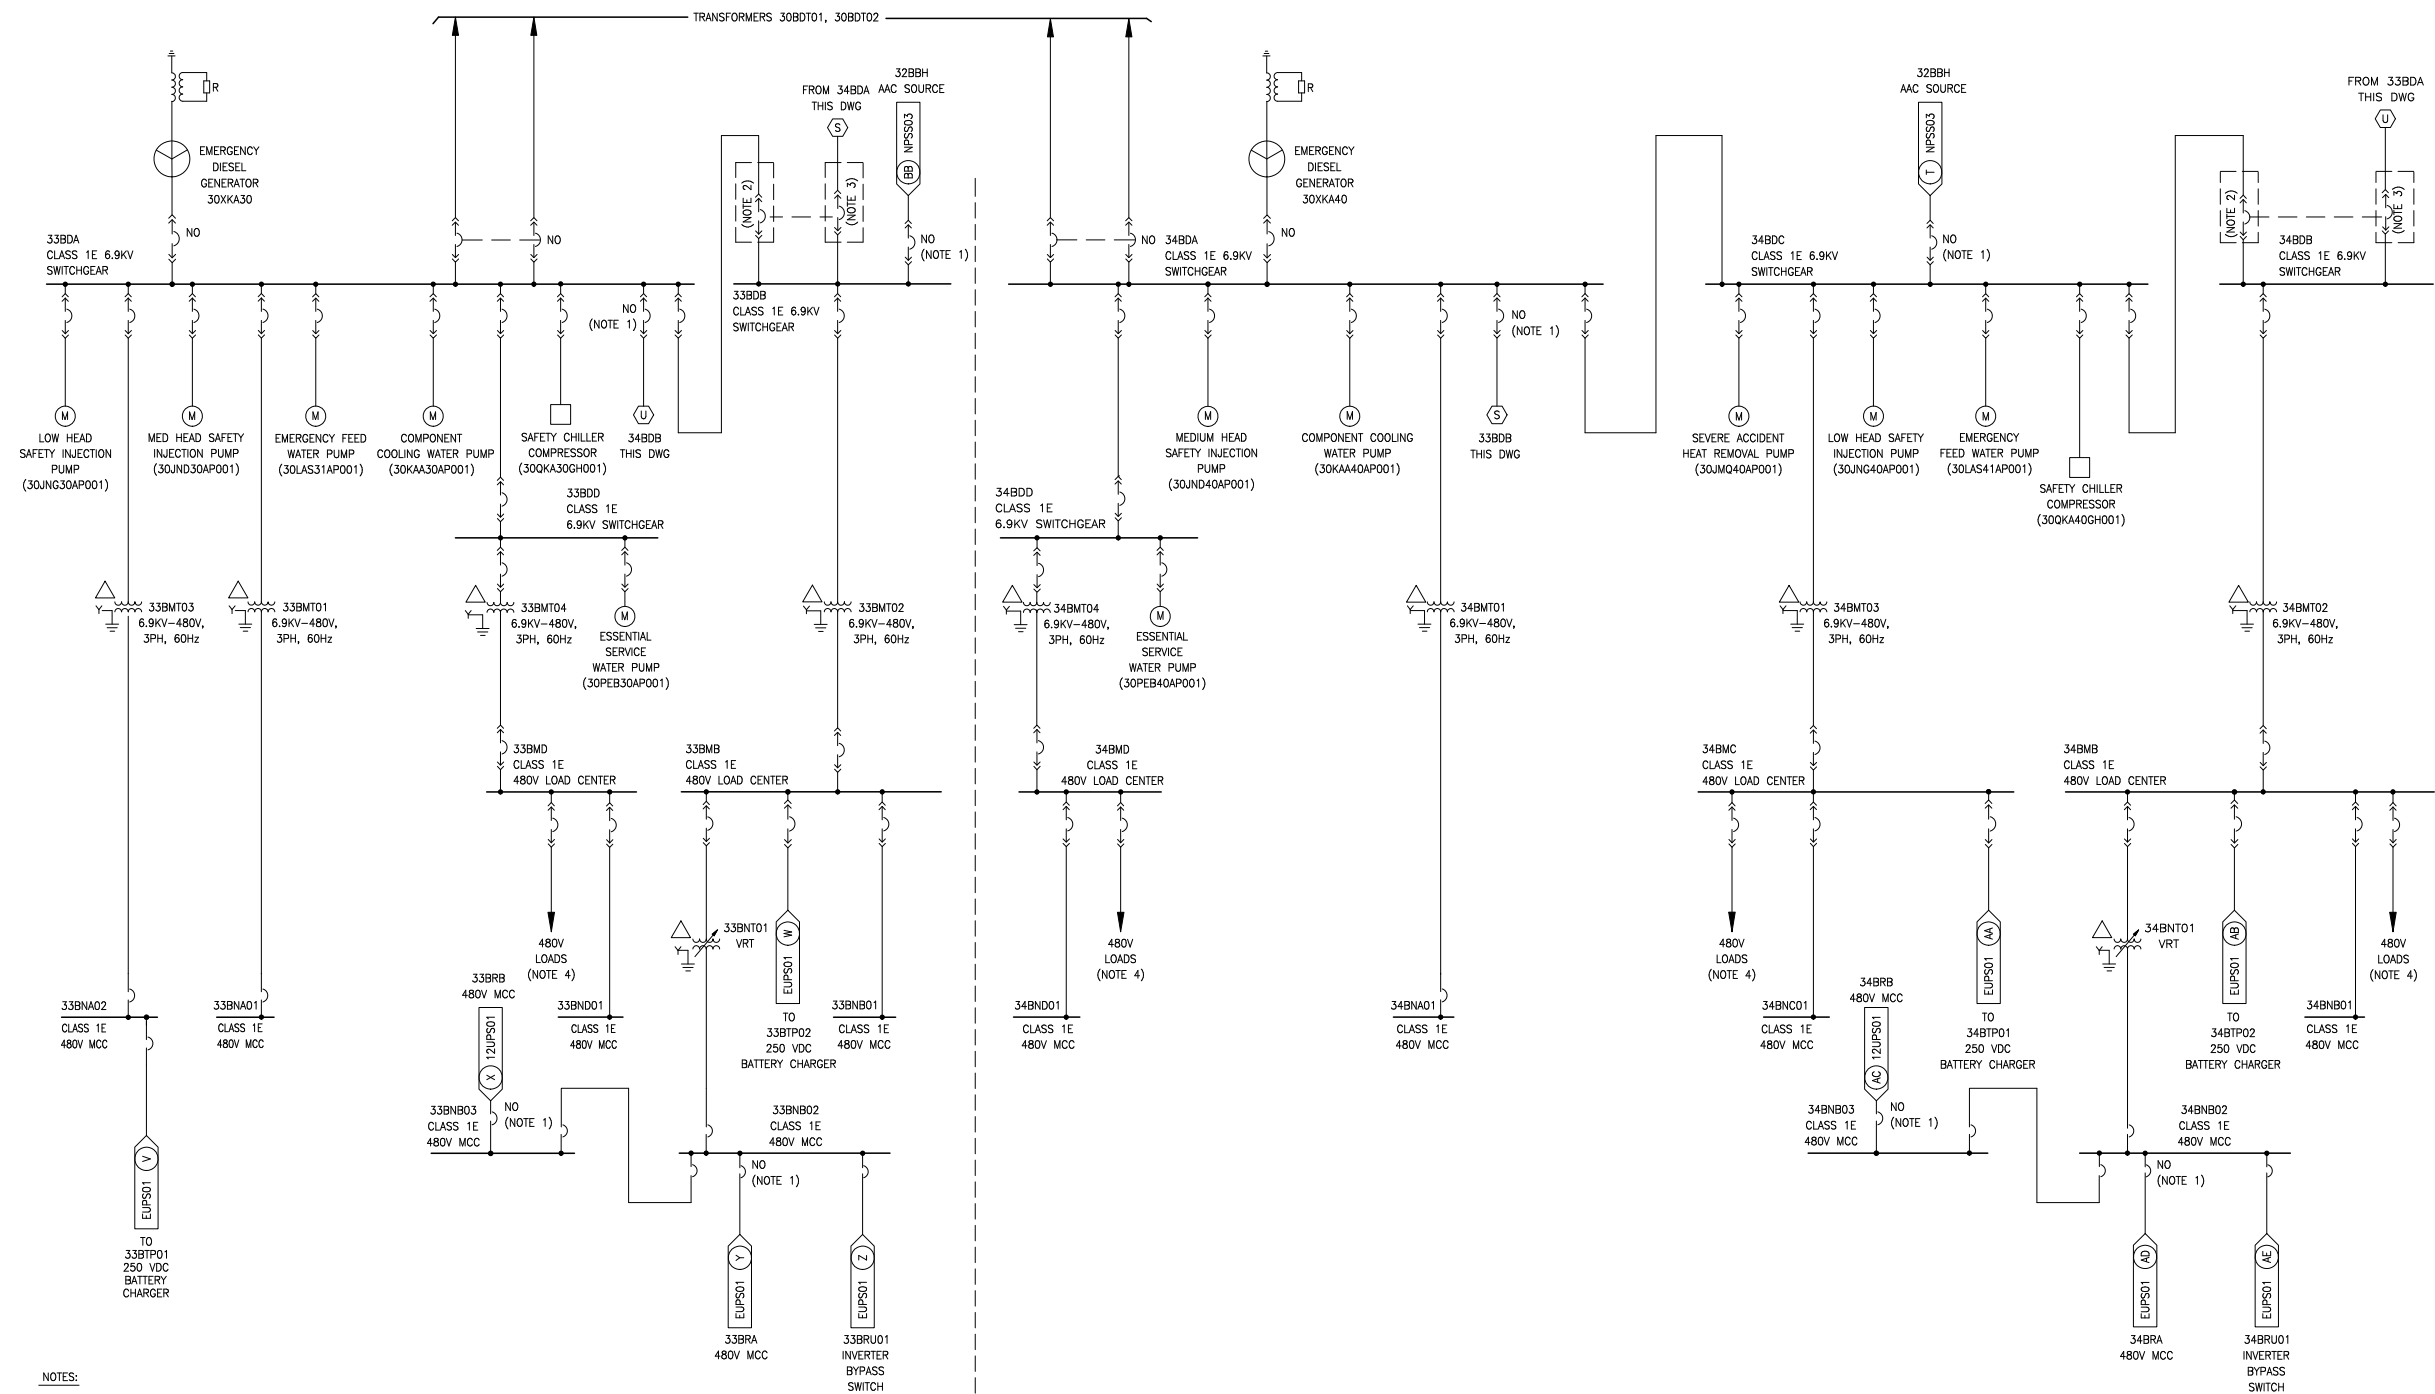 TRANSFORMERS 30BDT01, 30BDT02
R
EMERGENCY
DIESEL
GENERATOR
30XKA30
NO
33BDA
CLASS 1E 6.9KV
SWITCHGEAR
NO
FROM 34BDA
THIS DWG
S
32BBH
AAC SOURCE
NPSS03
BB
(NOTE 2)
(NOTE 3)
NO
(NOTE 1)
33BDB
CLASS 1E 6.9KV
SWITCHGEAR
NO
(NOTE 1)
M
LOW HEAD
SAFETY INJECTION
PUMP
(30JNG30AP001)
M
MED HEAD SAFETY
INJECTION PUMP
(30JND30AP001)
M
EMERGENCY FEED
WATER PUMP
(30LAS31AP001)
M
COMPONENT
COOLING WATER PUMP
(30KAA30AP001)
SAFETY CHILLER
COMPRESSOR
(30QKA30GH001)
U
34BDB
THIS DWG
33BDD
CLASS 1E
6.9KV SWITCHGEAR
Y
33BMT03
6.9KV-480V,
3PH, 60Hz
Y
33BMT01
6.9KV-480V,
3PH, 60Hz
Y
33BMT04
6.9KV-480V,
3PH, 60Hz
M
ESSENTIAL
SERVICE
WATER PUMP
(30PEB30AP001)
Y
33BMT02
6.9KV-480V,
3PH, 60Hz
33BMD
CLASS 1E
480V LOAD CENTER
33BMB
CLASS 1E
480V LOAD CENTER
480V
LOADS
(NOTE 4)
Y
33BNT01
VRT
W
EUPS01
TO
33BTP02
250 VDC
BATTERY CHARGER
33BNA02
CLASS 1E
480V MCC
33BNA01
CLASS 1E
480V MCC
33BND01
CLASS 1E
480V MCC
33BNB01
CLASS 1E
480V MCC
33BRB
480V MCC
12UPS01
X
NO
(NOTE 1)
33BNB03
CLASS 1E
480V MCC
33BNB02
CLASS 1E
480V MCC
NO
(NOTE 1)
V
EUPS01
TO
33BTP01
250 VDC
BATTERY
CHARGER
Y
EUPS01
33BRA
480V MCC
Z
EUPS01
33BRU01
INVERTER
BYPASS
SWITCH
R
EMERGENCY
DIESEL
GENERATOR
30XKA40
NO
NO
34BDA
CLASS 1E 6.9KV
SWITCHGEAR
34BDC
CLASS 1E 6.9KV
SWITCHGEAR
32BBH
AAC SOURCE
NPSS03
T
NO
(NOTE 1)
FROM 33BDA
THIS DWG
U
(NOTE 2)
(NOTE 3)
34BDB
CLASS 1E 6.9KV
SWITCHGEAR
M
MEDIUM HEAD
SAFETY INJECTION
PUMP
(30JND40AP001)
M
COMPONENT COOLING
WATER PUMP
(30KAA40AP001)
NO
(NOTE 1)
S
33BDB
THIS DWG
M
SEVERE ACCIDENT
HEAT REMOVAL PUMP
(30JMQ40AP001)
M
LOW HEAD SAFETY
INJECTION PUMP
(30JNG40AP001)
M
EMERGENCY
FEED WATER PUMP
(30LAS41AP001)
SAFETY CHILLER
COMPRESSOR
(30QKA40GH001)
34BDD
CLASS 1E
6.9KV SWITCHGEAR
Y
34BMT04
6.9KV-480V,
3PH, 60Hz
M
ESSENTIAL
SERVICE
WATER PUMP
(30PEB40AP001)
Y
34BMT01
6.9KV-480V,
3PH, 60Hz
Y
34BMT03
6.9KV-480V,
3PH, 60Hz
Y
34BMT02
6.9KV-480V,
3PH, 60Hz
34BMD
CLASS 1E
480V LOAD CENTER
34BMC
CLASS 1E
480V LOAD CENTER
34BMB
CLASS 1E
480V LOAD CENTER
480V
LOADS
(NOTE 4)
480V
LOADS
(NOTE 4)
AA
EUPS01
TO
34BTP01
250 VDC
BATTERY CHARGER
Y
34BNT01
VRT
AB
EUPS01
TO
34BTP02
250 VDC
BATTERY CHARGER
480V
LOADS
(NOTE 4)
34BND01
CLASS 1E
480V MCC
34BNA01
CLASS 1E
480V MCC
34BNC01
CLASS 1E
480V MCC
34BNB01
CLASS 1E
480V MCC
34BRB
480V MCC
12UPS01
AC
NO
(NOTE 1)
34BNB03
CLASS 1E
480V MCC
34BNB02
CLASS 1E
480V MCC
NO
(NOTE 1)
AD
EUPS01
34BRA
480V MCC
AE
EUPS01
34BRU01
INVERTER
BYPASS
SWITCH
NOTES: